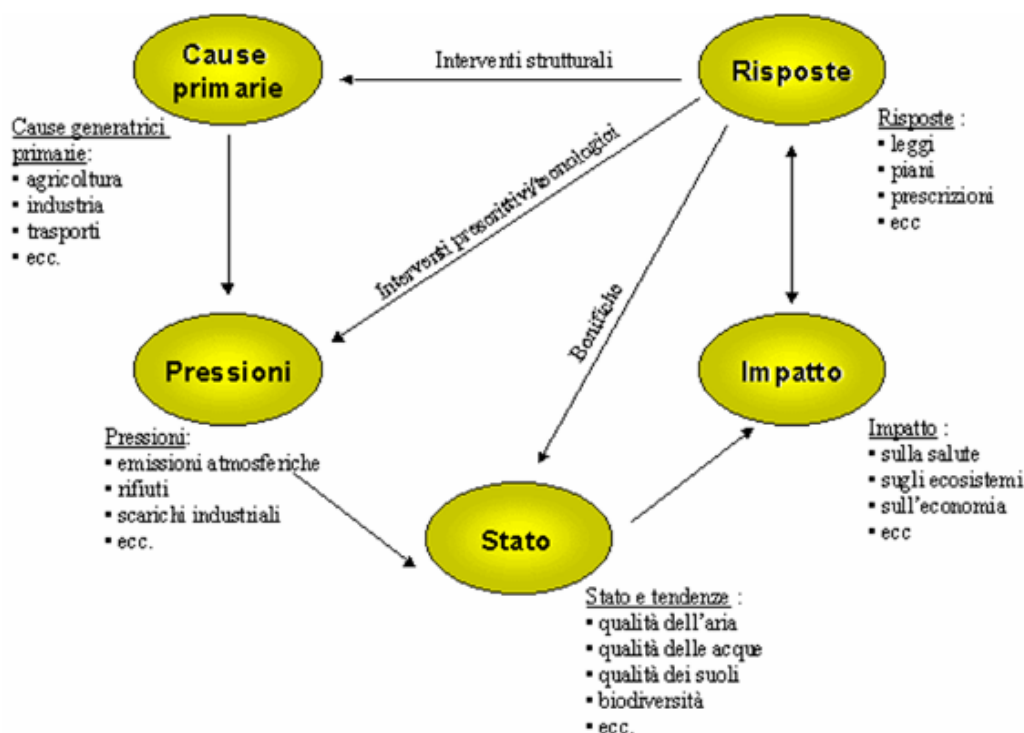 Cause
primarie
Interventi strutturali
Risposte
Cause generatrici
primarie:
▪ agricoltura
▪ industria
▪ trasporti
▪ ecc.
Risposte :
▪ leggi
▪ piani
▪ prescrizioni
▪ ecc
Interventi prescrittivi/tecnologici
Bonifiche
Pressioni
Impatto
Pressioni:
▪ emissioni atmosferiche
▪ rifiuti
▪ scarichi industriali
▪ ecc.
Impatto :
▪ sulla salute
▪ sugli ecosistemi
▪ sull'economia
▪ ecc
Stato
Stato e tendenze :
▪ qualità dell'aria
▪ qualità delle acque
▪ qualità dei suoli
▪ biodiversità
▪ ecc.